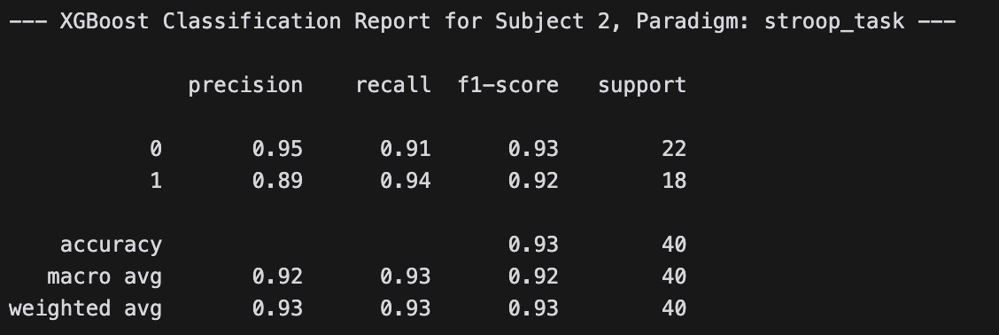 --- XGBoost Classification Report for Subject 2, Paradigm: stroop_task ---
precision recall f1-score support
0 0.95 0.91 0.93 22
1 0.89 0.94 0.92 18
accuracy 0.93 40
macro avg 0.92 0.93 0.92 40
weighted avg 0.93 0.93 0.93 40